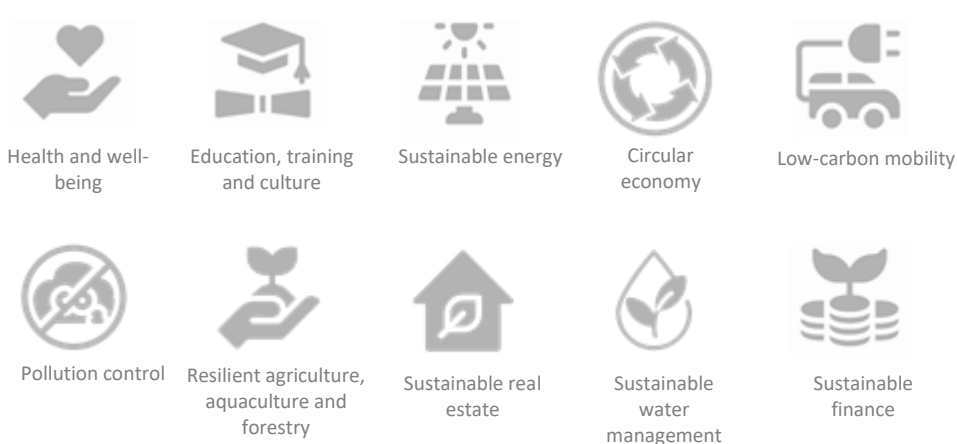 Health and well-
being
Education, training
and culture
Sustainable energy
Circular
economy
Low-carbon mobility
CO2
Pollution control
Resilient agriculture,
aquaculture and
forestry
Sustainable real
estate
Sustainable
water
management
Sustainable
finance